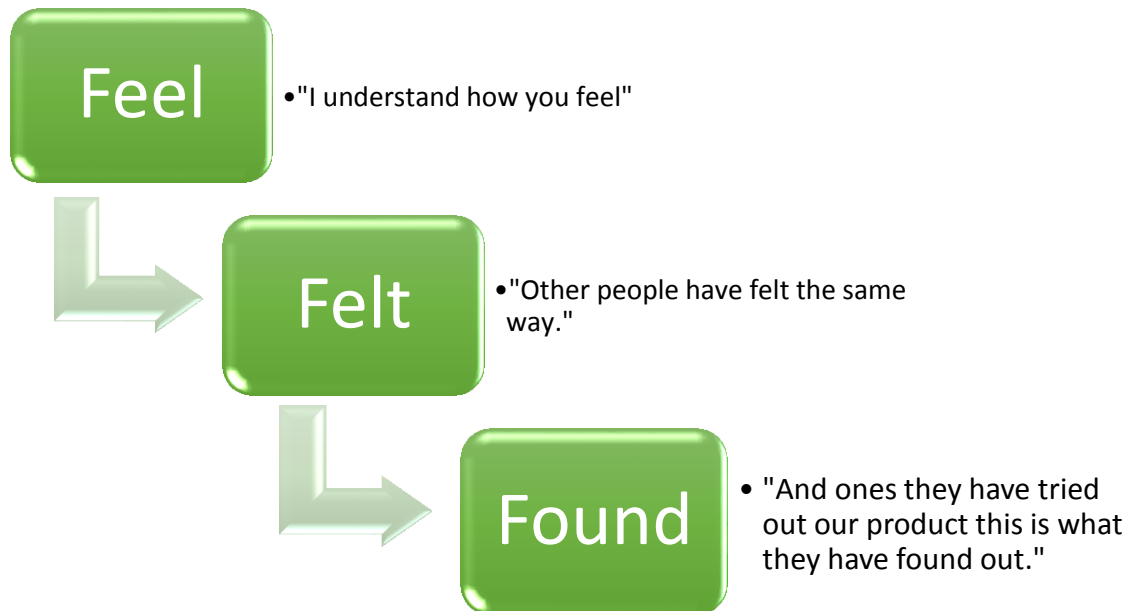 Feel
•"I understand how you feel"
Felt
•"Other people have felt the same
way."
Found
• "And ones they have tried
out our product this is what
they have found out."